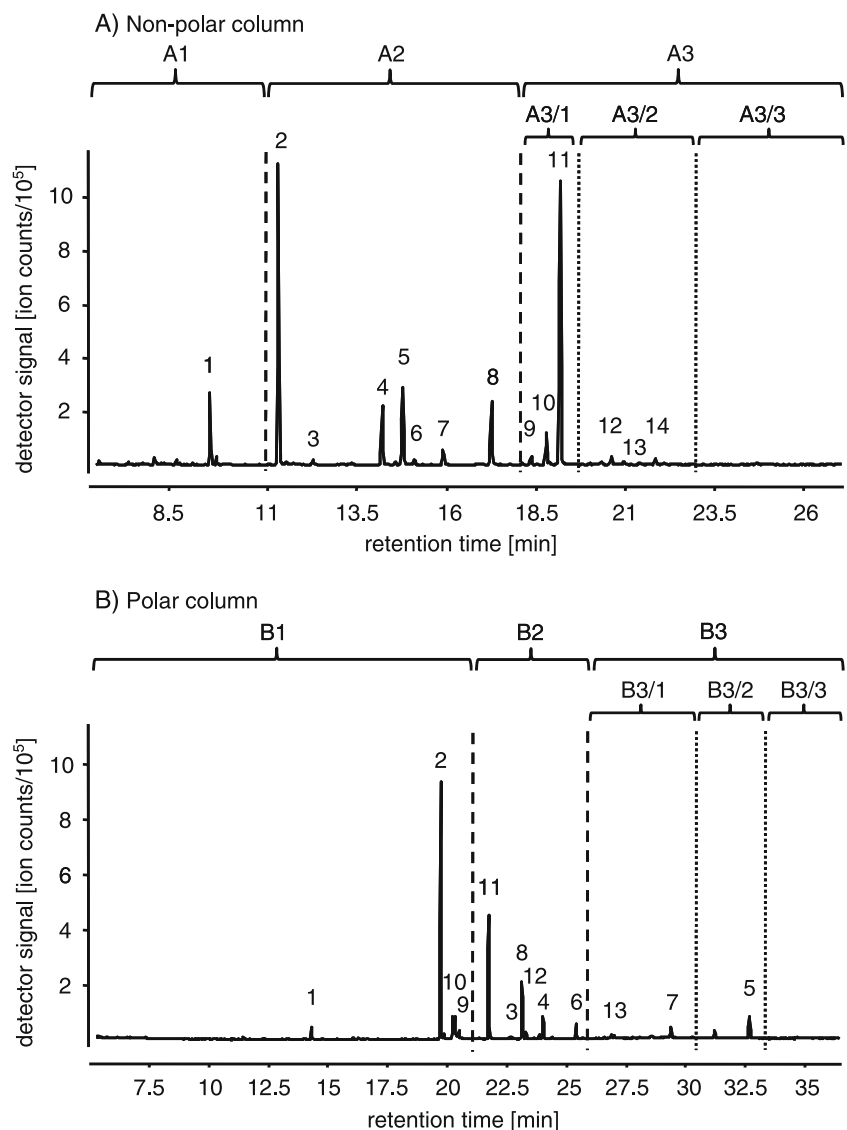 A) Non-polar column
A1 A2 A3
A3/1 A3/2 A3/3
detector signal [ion counts/10⁵]
10
8
6
4
2
1 2 3 4 5 6 7 8 9 10 11 12 13 14
8.5 11 13.5 16 18.5 21 23.5 26
retention time [min]
B) Polar column
B1 B2 B3
B3/1 B3/2 B3/3
detector signal [ion counts/10⁵]
10
8
6
4
2
1 2 10 9 11 3 8 12 4 6 13 7 5
7.5 10 12.5 15 17.5 20 22.5 25 27.5 30 32.5 35
retention time [min]